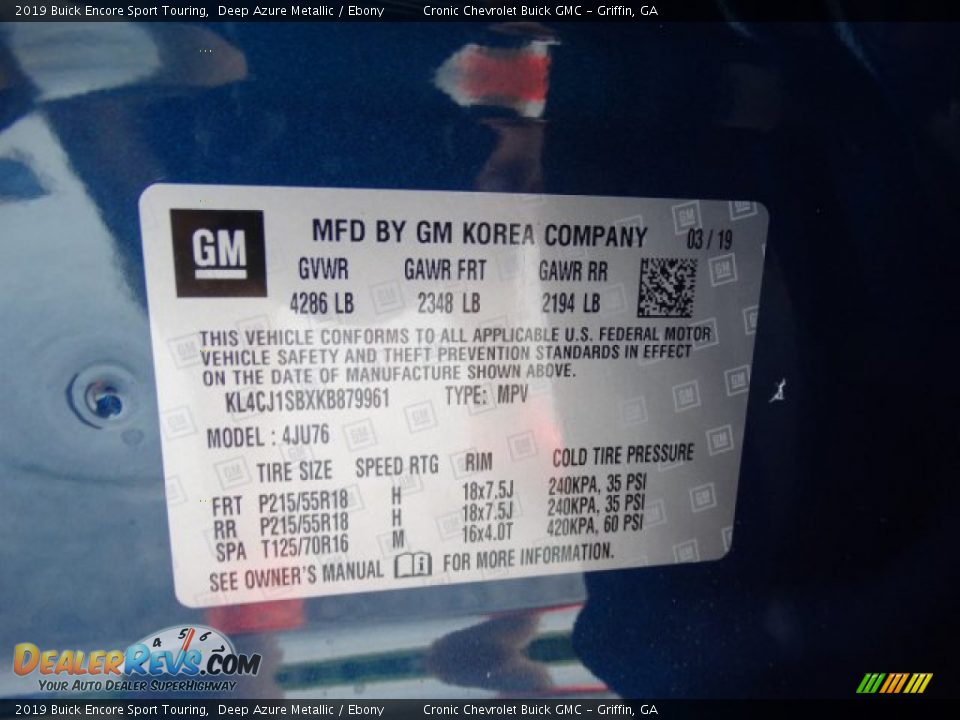 2019 Buick Encore Sport Touring, Deep Azure Metallic / Ebony Cronic Chevrolet Buick GMC - Griffin, GA
GM
MFD BY GM KOREA COMPANY 03 / 19
GVWR GAWR FRT GAWR RR
4286 LB 2348 LB 2194 LB
THIS VEHICLE CONFORMS TO ALL APPLICABLE U.S. FEDERAL MOTOR
VEHICLE SAFETY AND THEFT PREVENTION STANDARDS IN EFFECT
ON THE DATE OF MANUFACTURE SHOWN ABOVE.
KL4CJ1SBXKB879961 TYPE: MPV
MODEL : 4JU76
TIRE SIZE SPEED RTG RIM COLD TIRE PRESSURE
FRT P215/55R18 H 18x7.5J 240KPA, 35 PSI
RR P215/55R18 H 18x7.5J 240KPA, 35 PSI
SPA T125/70R16 M 16x4.0T 420KPA, 60 PSI
SEE OWNER'S MANUAL FOR MORE INFORMATION.
4 5 6
DEALERREVS.COM
YOUR AUTO DEALER SUPERHIGHWAY
2019 Buick Encore Sport Touring, Deep Azure Metallic / Ebony Cronic Chevrolet Buick GMC - Griffin, GA